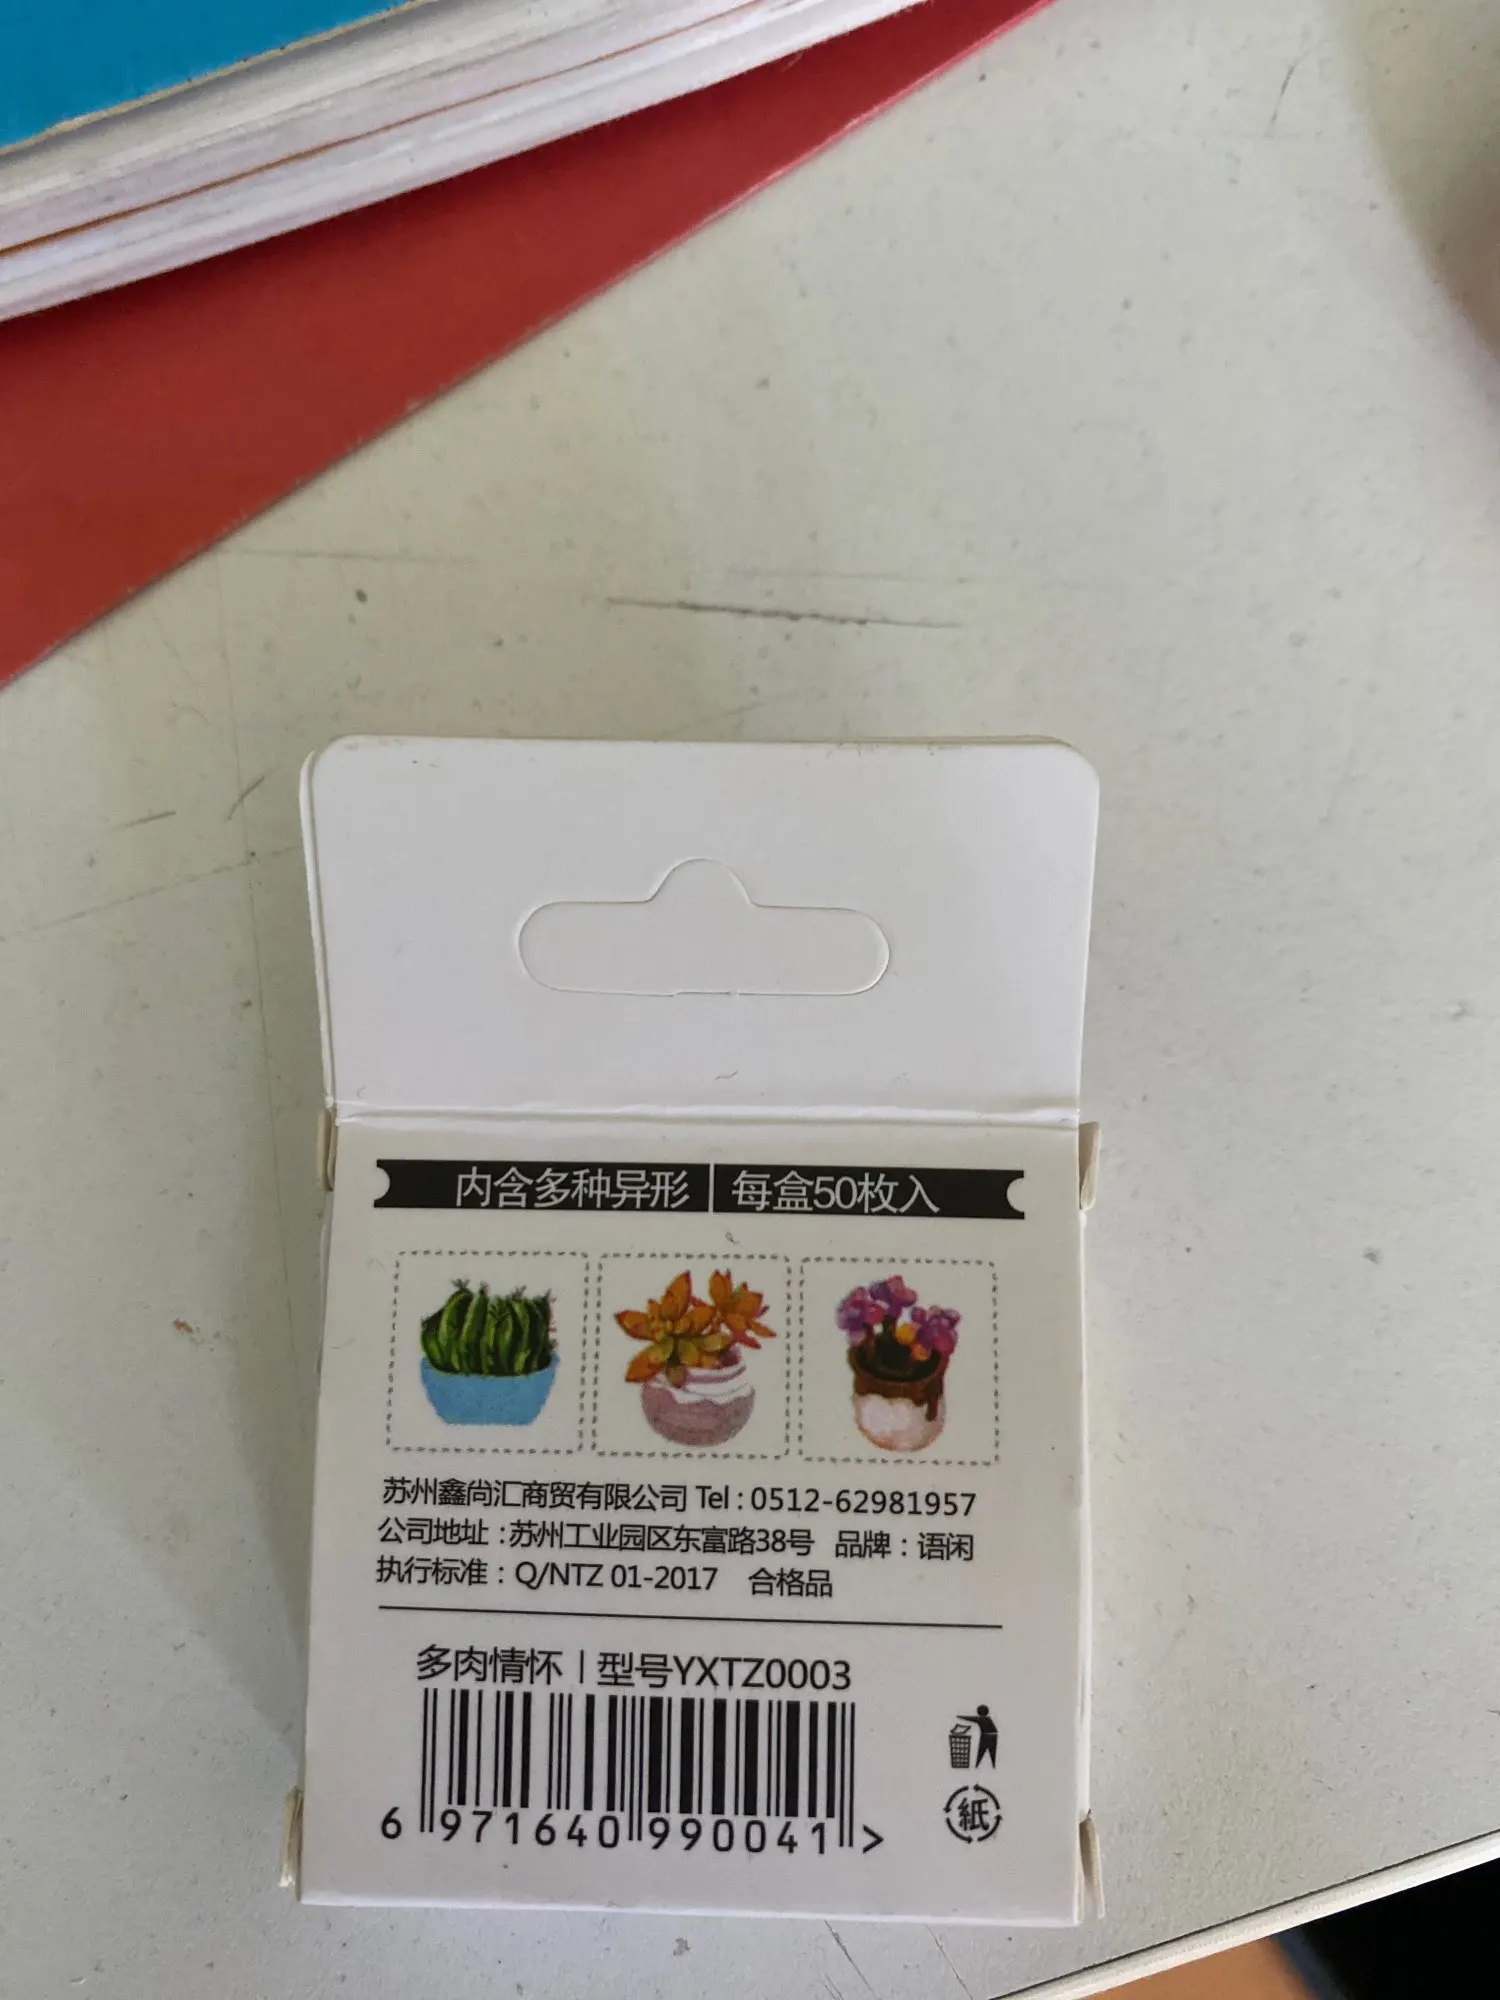 内含多种异形 | 每盒50枚入
苏州鑫尚汇商贸有限公司 Tel : 0512-62981957
公司地址 : 苏州工业园区东富路38号 品牌 : 语闲
执行标准 : Q/NTZ 01-2017 合格品
多肉情怀 | 型号YXTZ0003
6 971640 990041 >
紙